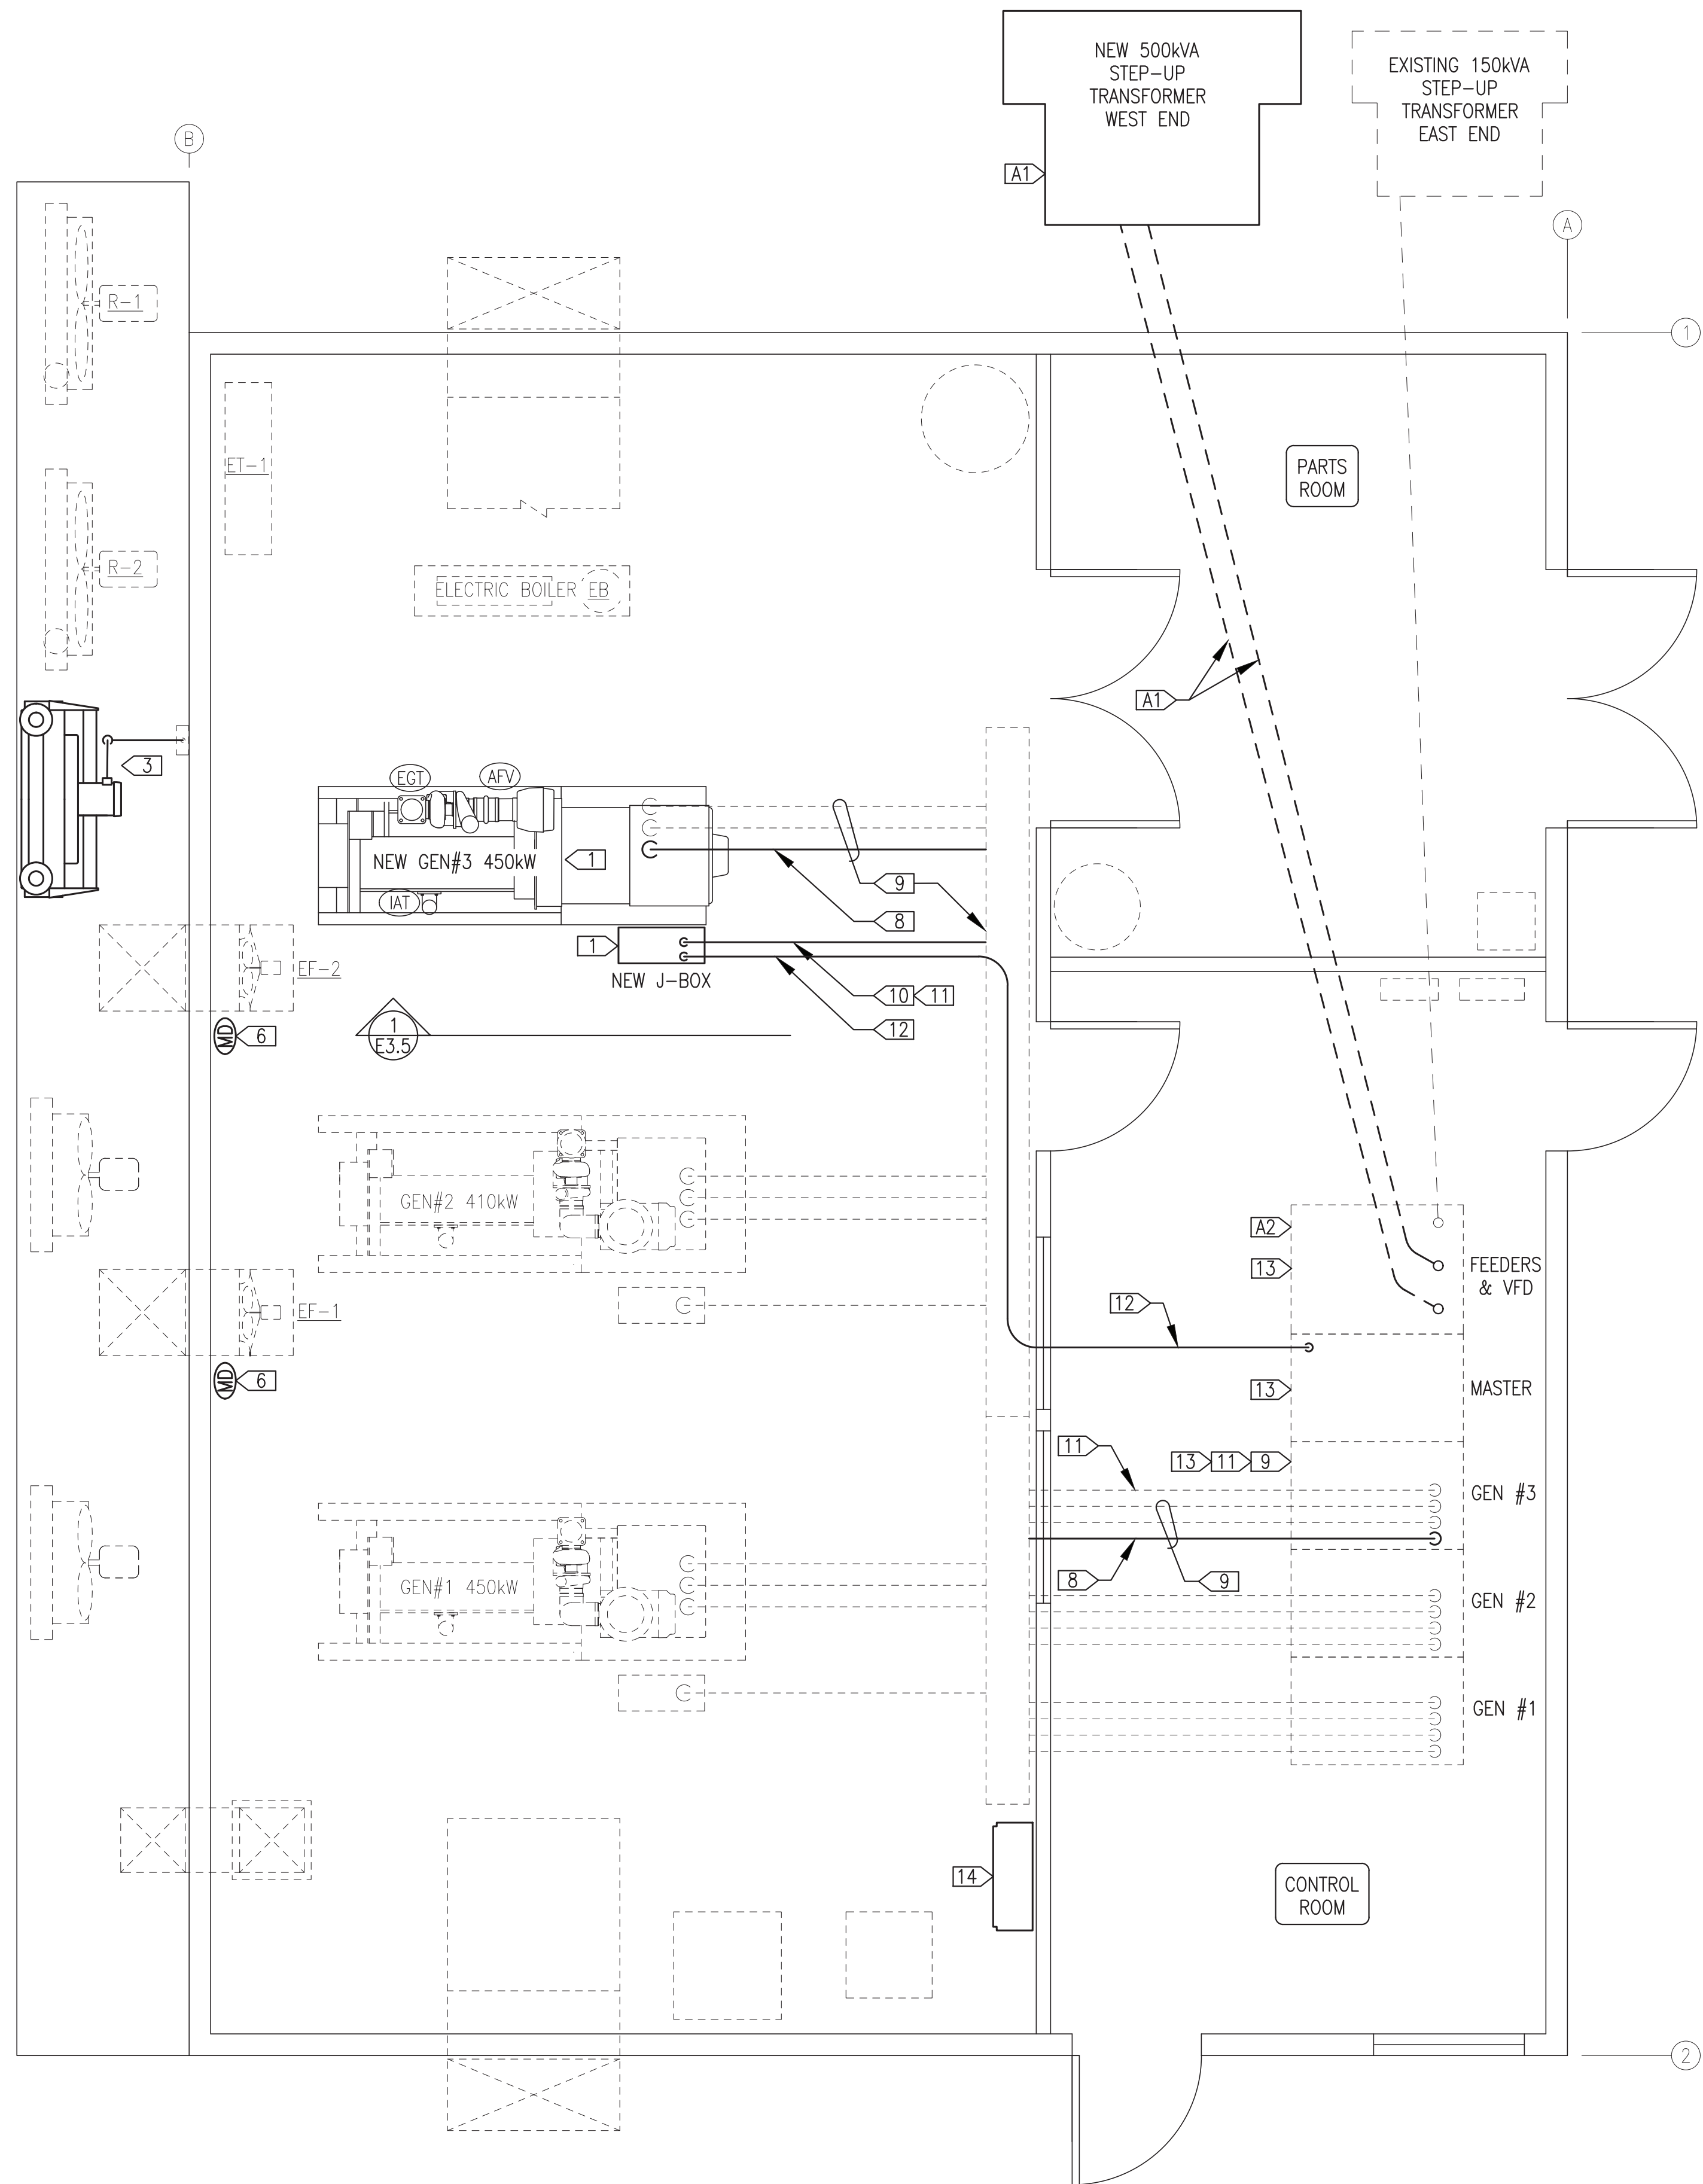 NEW 500kVA
STEP-UP
TRANSFORMER
WEST END
EXISTING 150kVA
STEP-UP
TRANSFORMER
EAST END
B
A1
A
R-1
1
ET-1
PARTS
ROOM
R-2
ELECTRIC BOILER EB
A1
3
EGT
AFV
NEW GEN#3 450kW
1
9
IAT
8
1
NEW J-BOX
EF-2
10
11
12
MD
6
1
E3.5
GEN#2 410kW
A2
13
FEEDERS
& VFD
EF-1
12
MD
6
13
MASTER
11
13
11
9
GEN #3
GEN#1 450kW
8
9
GEN #2
GEN #1
14
CONTROL
ROOM
2